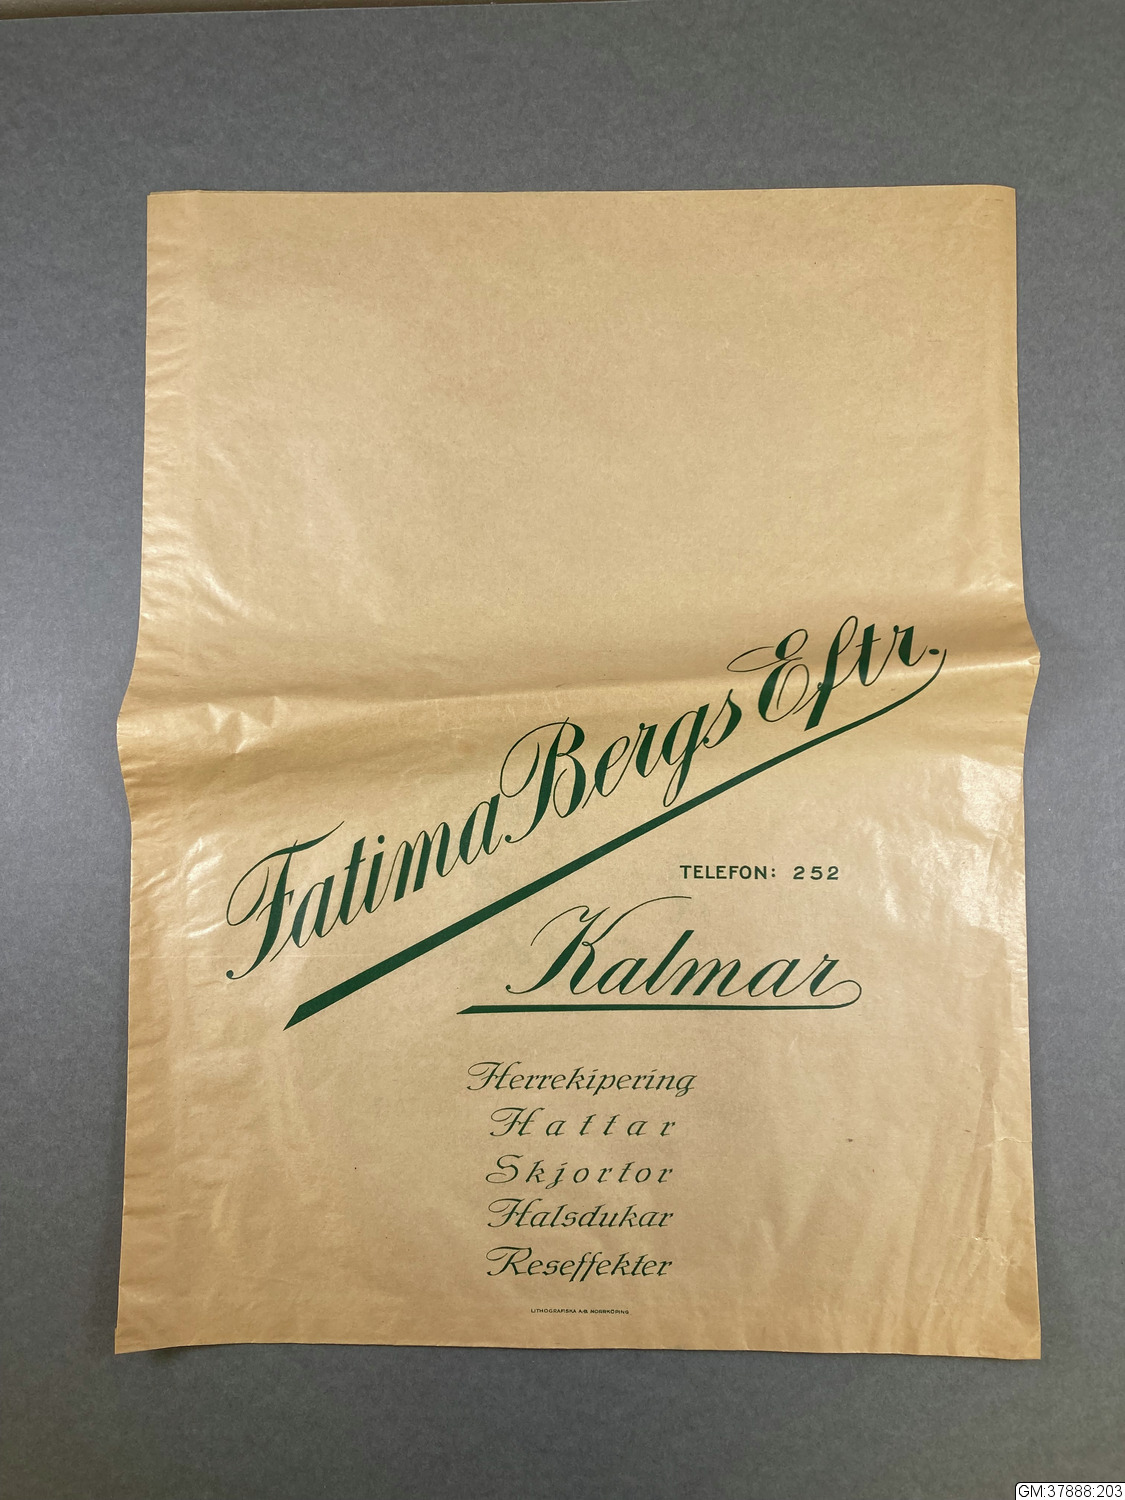 Fatima Bergs Eftr.
TELEFON: 252
Kalmar
Herrekipering
Hattar
Skjortor
Halsdukar
Reseffekter
LITHOGRAFISKA A/B. NORRKÖPING
GM:37888:203